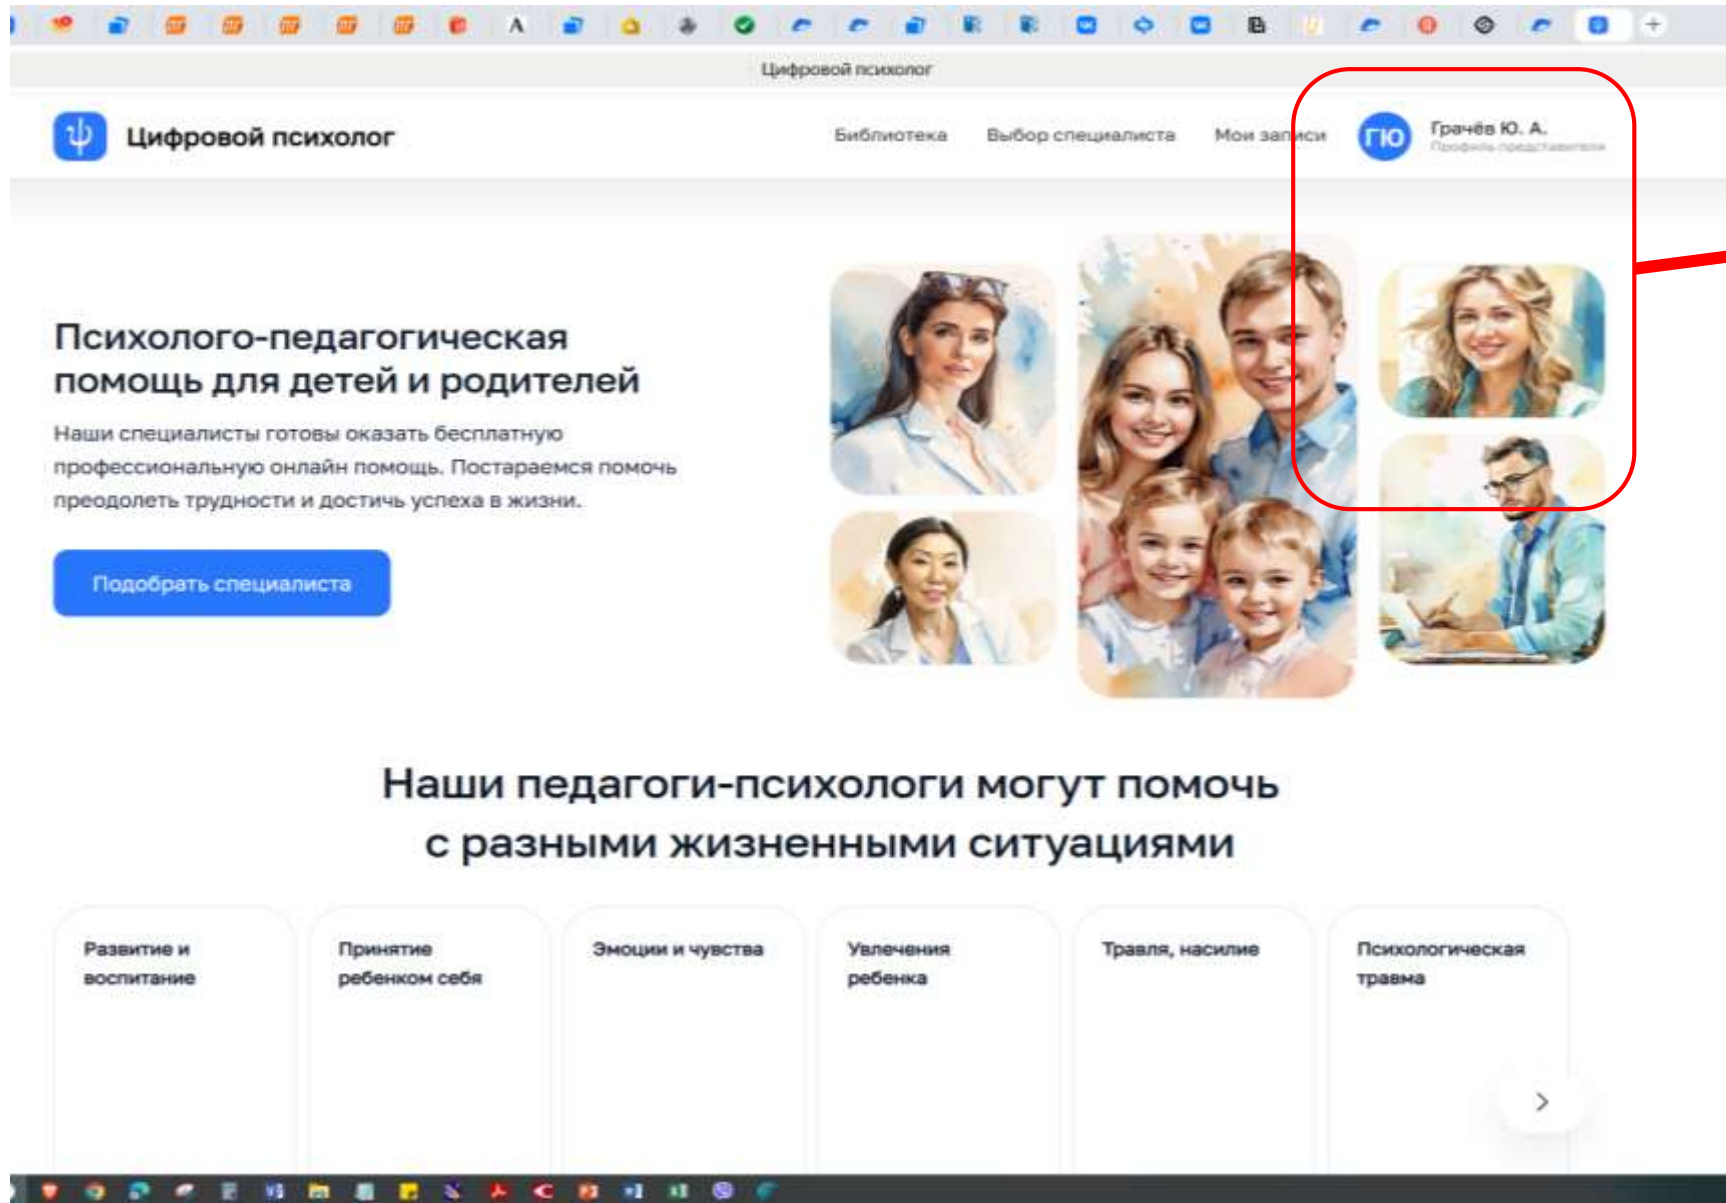 Цифровой психолог
Цифровой психолог
Библиотека Выбор специалиста Мои записи ГЮ Грачёв Ю. А.
Профиль представителя
Психолого-педагогическая
помощь для детей и родителей
Наши специалисты готовы оказать бесплатную
профессиональную онлайн помощь. Постараемся помочь
преодолеть трудности и достичь успеха в жизни.
Подобрать специалиста
Наши педагоги-психологи могут помочь
с разными жизненными ситуациями
Развитие и
воспитание
Принятие
ребенком себя
Эмоции и чувства
Увлечения
ребенка
Травля, насилие
Психологическая
травма